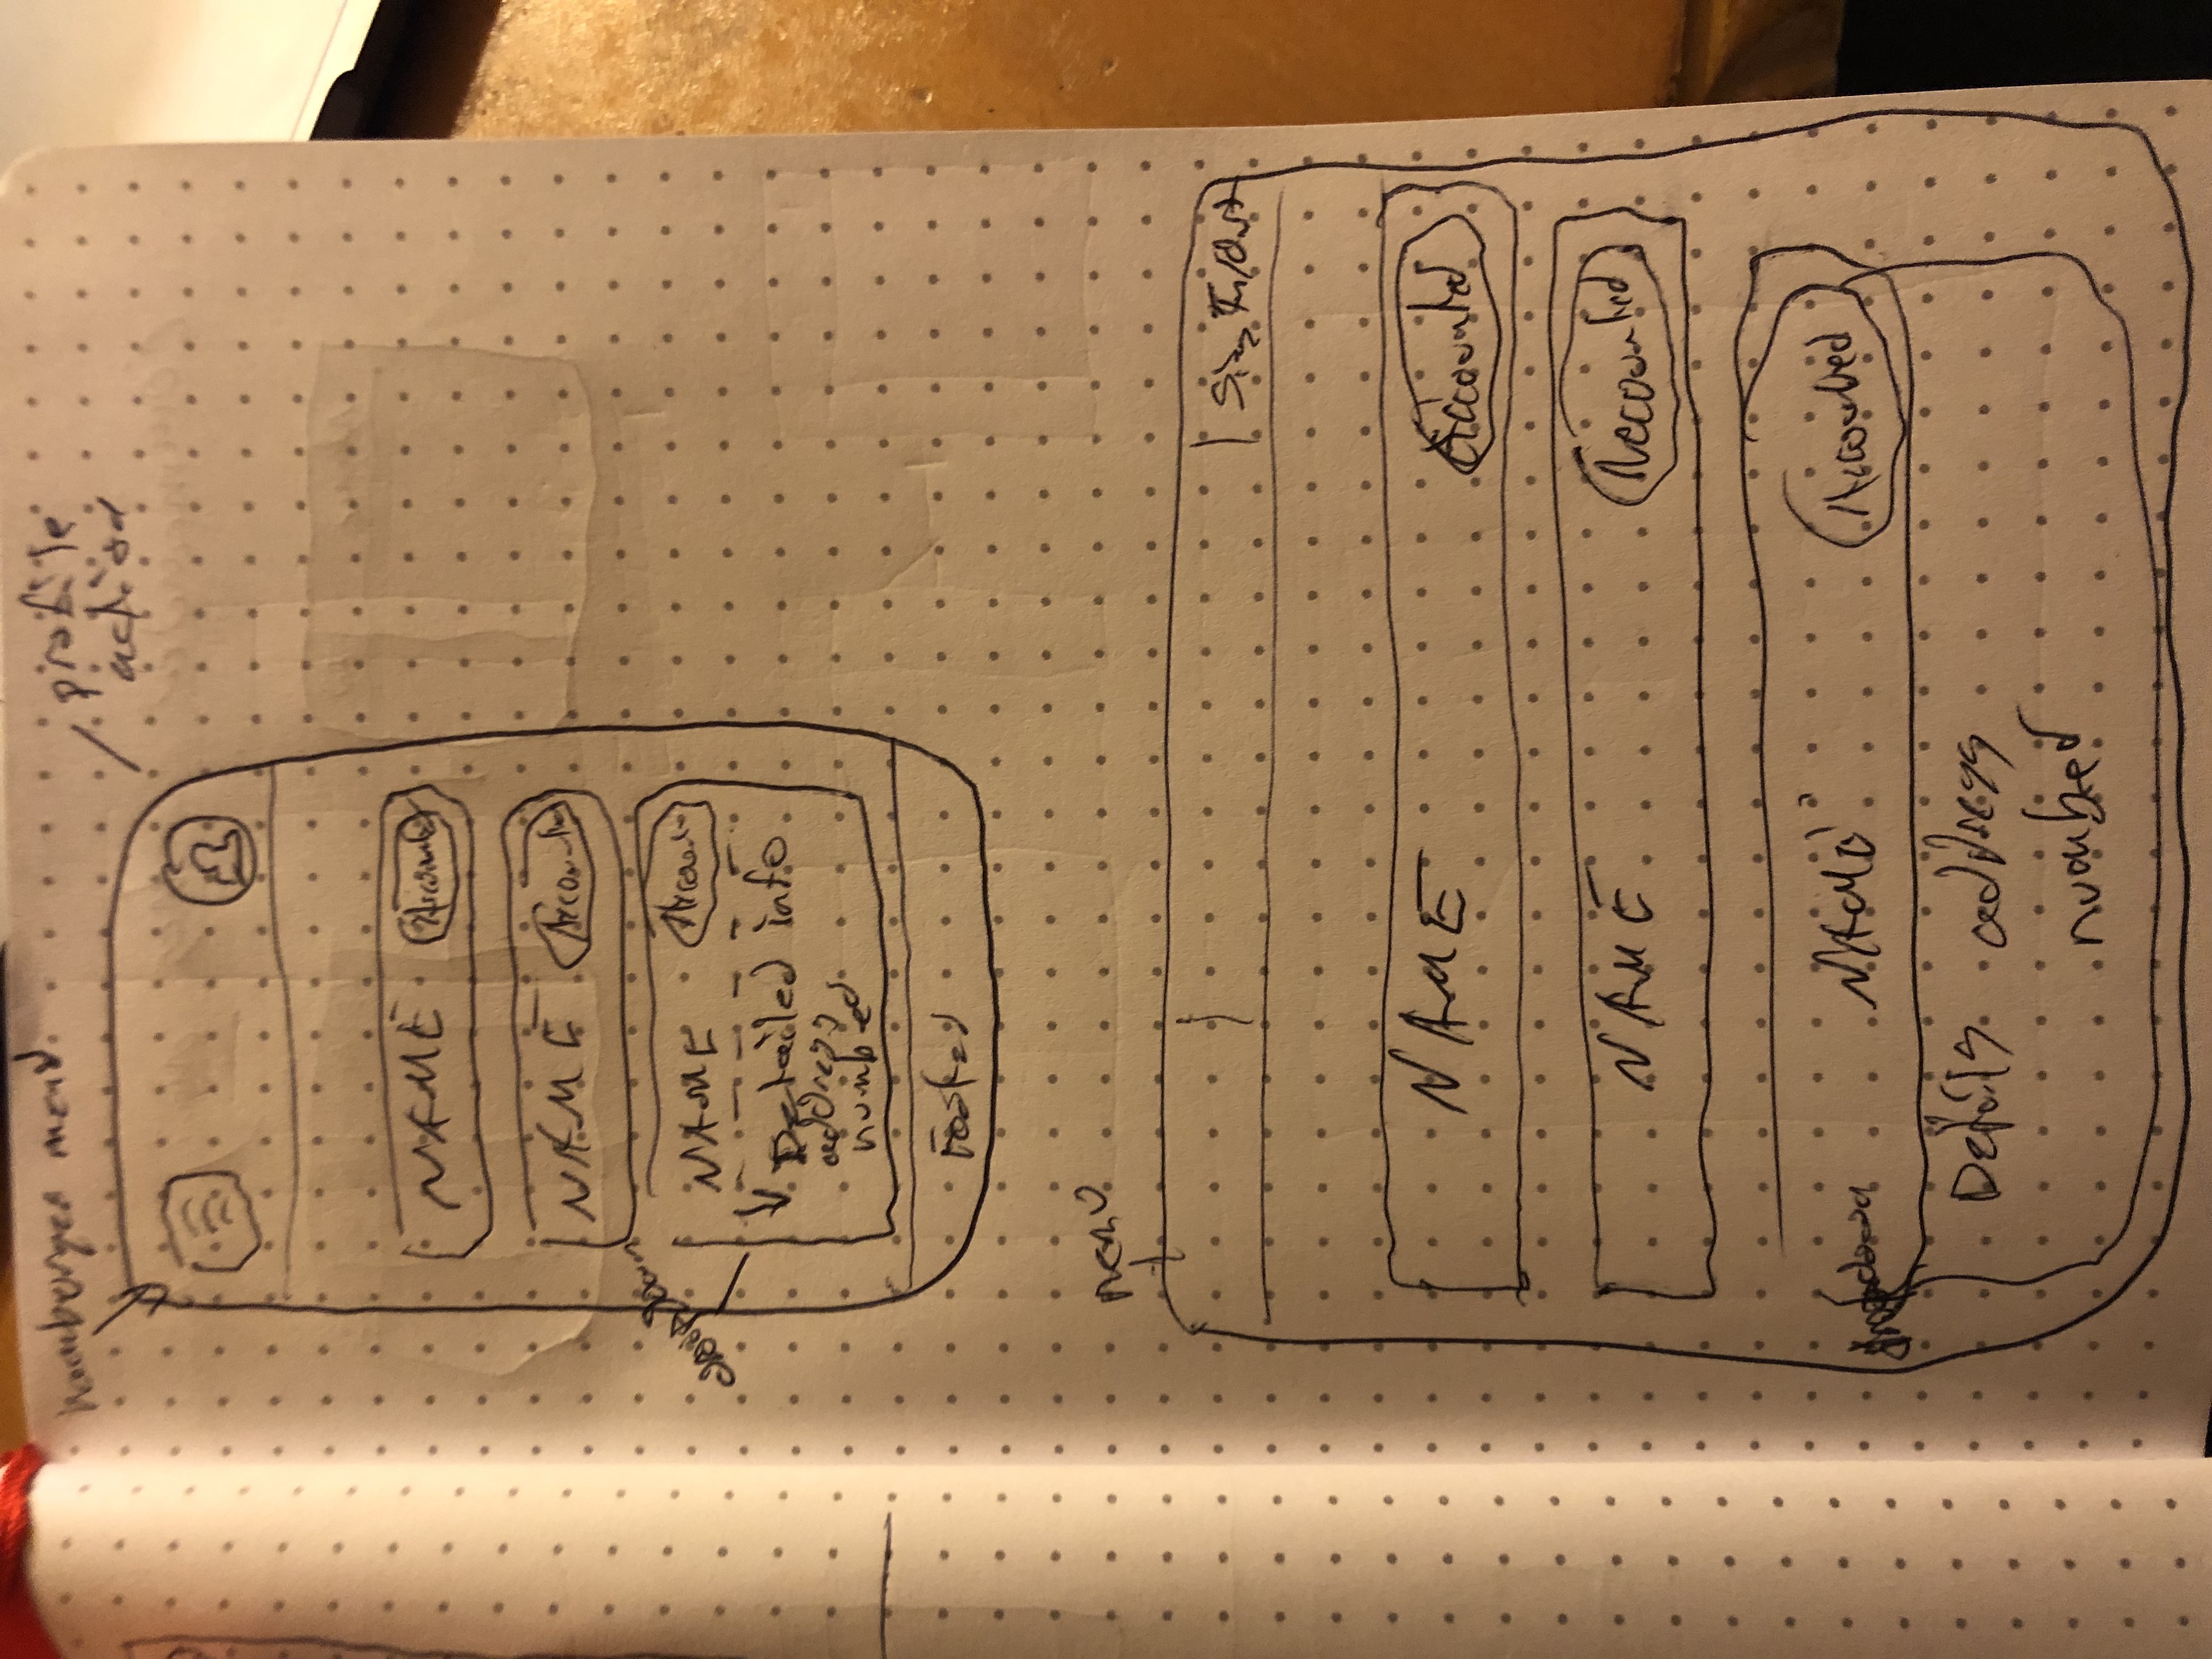 hamburger menu
profile
action
NAME Accounted
NAME Accounted
dropdown
NAME Accounted
Detailed info
address
number
Footer
menu
Sign In/Out
NAME Accounted
NAME Accounted
dropdown NAME Accounted
Details address
number